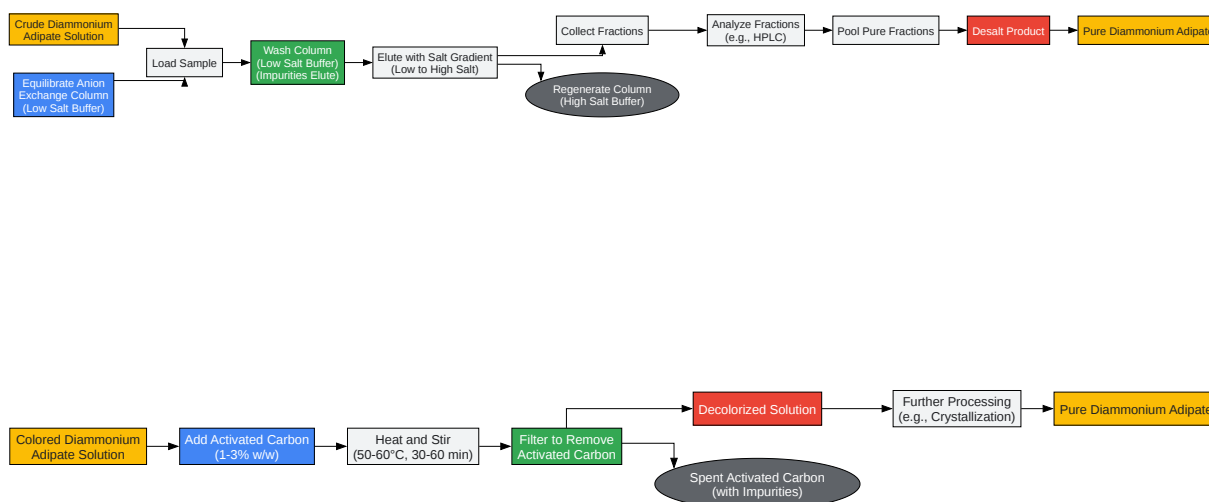 Crude Diammonium
Adipate Solution
Equilibrate Anion
Exchange Column
(Low Salt Buffer)
Load Sample
Wash Column
(Low Salt Buffer)
(Impurities Elute)
Elute with Salt Gradient
(Low to High Salt)
Collect Fractions
Regenerate Column
(High Salt Buffer)
Analyze Fractions
(e.g., HPLC)
Pool Pure Fractions
Desalt Product
Pure Diammonium Adipate
Colored Diammonium
Adipate Solution
Add Activated Carbon
(1-3% w/w)
Heat and Stir
(50-60°C, 30-60 min)
Filter to Remove
Activated Carbon
Decolorized Solution
Spent Activated Carbon
(with Impurities)
Further Processing
(e.g., Crystallization)
Pure Diammonium Adipate